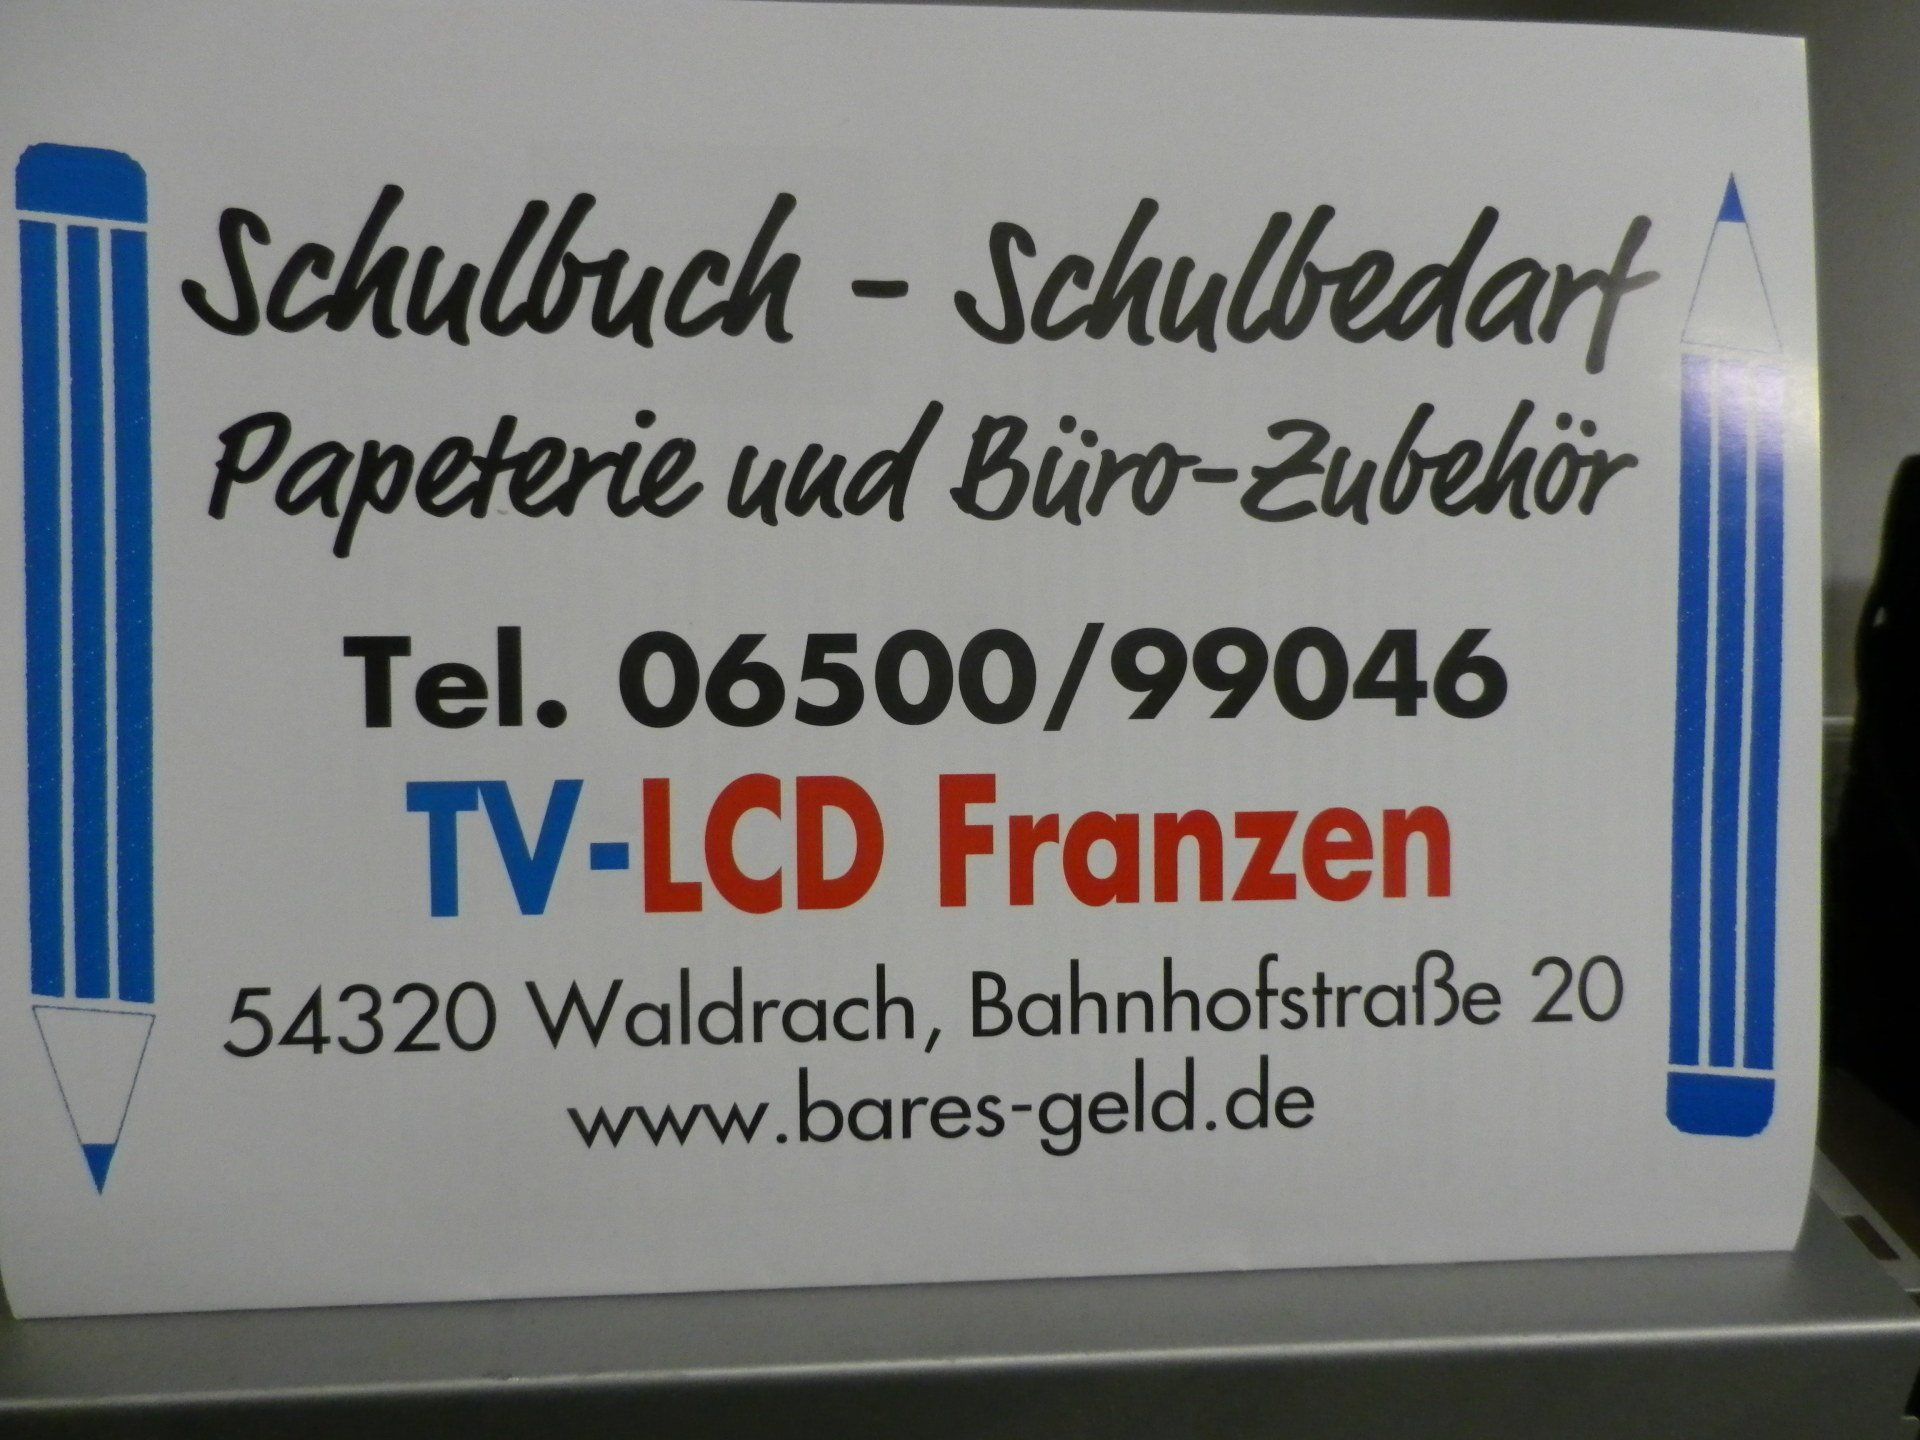 Schulbuch - Schulbedarf
Papeterie und Büro-Zubehör
Tel. 06500/99046
TV-LCD Franzen
54320 Waldrach, Bahnhofstraße 20
www.bares-geld.de